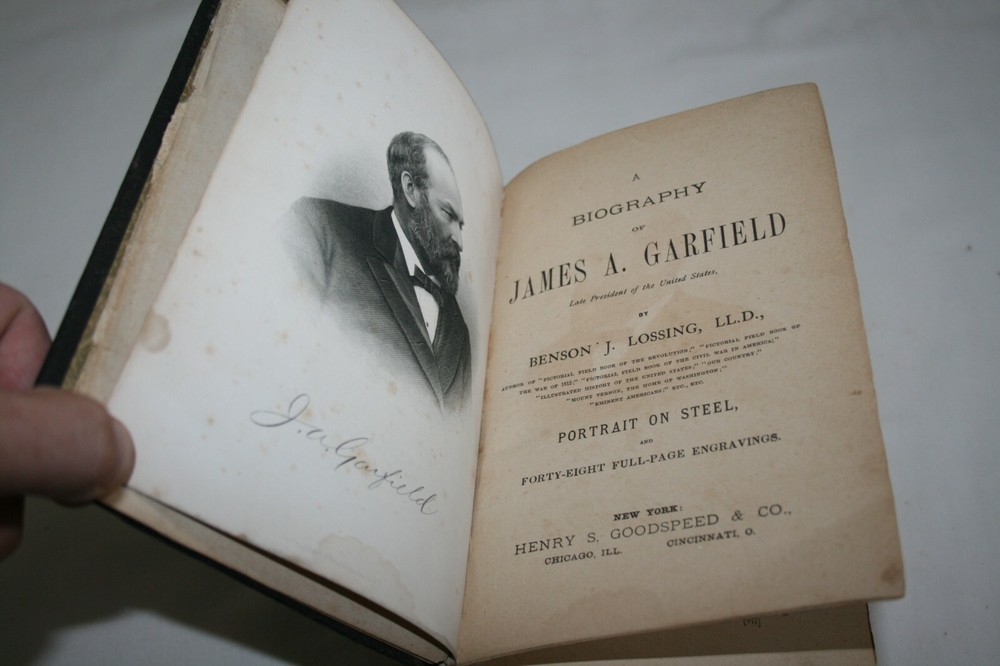 J. A. Garfield
A
BIOGRAPHY
OF
JAMES A. GARFIELD
Late President of the United States,
BY
BENSON J. LOSSING, LL.D.,
AUTHOR OF "PICTORIAL FIELD BOOK OF THE REVOLUTION;" "PICTORIAL FIELD BOOK OF
THE WAR OF 1812;" "PICTORIAL FIELD BOOK OF THE CIVIL WAR IN AMERICA;"
"ILLUSTRATED HISTORY OF THE UNITED STATES;" "OUR COUNTRY;"
"MOUNT VERNON, THE HOME OF WASHINGTON;"
"EMINENT AMERICANS;" ETC., ETC.
PORTRAIT ON STEEL,
AND
FORTY-EIGHT FULL-PAGE ENGRAVINGS.
NEW YORK:
HENRY S. GOODSPEED & CO.,
CHICAGO, ILL. CINCINNATI, O.